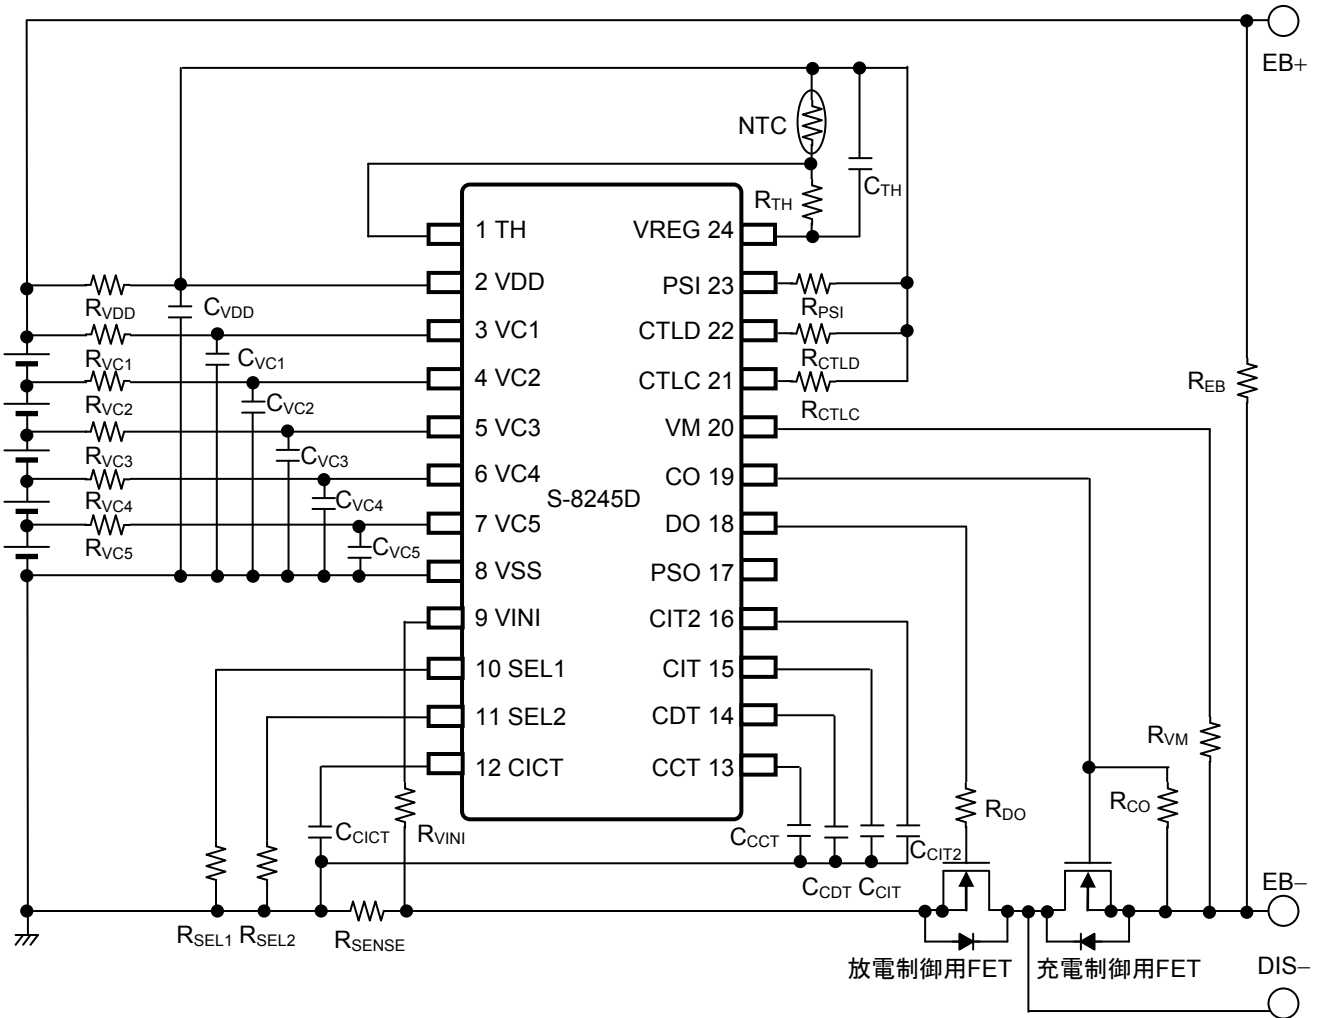 EB+
NTC
CTH
RTH
1 TH
VREG 24
2 VDD
PSI 23
RVDD
CVDD
RPSI
3 VC1
CTLD 22
RVC1
CVC1
RCTLD
4 VC2
CTLC 21
REB
RVC2
CVC2
RCTLC
5 VC3
VM 20
RVC3
CVC3
6 VC4
CO 19
S-8245D
RVC4
CVC4
7 VC5
DO 18
RVC5
CVC5
8 VSS
PSO 17
9 VINI
CIT2 16
10 SEL1
CIT 15
11 SEL2
CDT 14
RVM
12 CICT
CCT 13
RDO
RCO
CCICT
RVINI
CCCT
CCIT2
CCDT
CCIT
EB−
RSEL1
RSEL2
RSENSE
放電制御用FET
充電制御用FET
DIS−